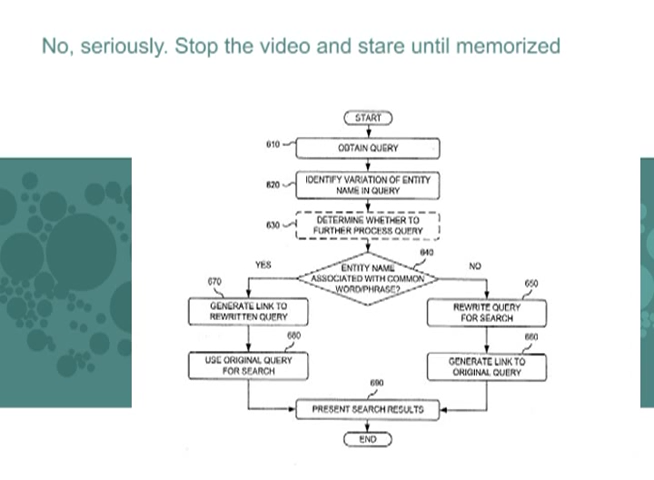 No, seriously. Stop the video and stare until memorized
START
610
OBTAIN QUERY
620
IDENTIFY VARIATION OF ENTITY
NAME IN QUERY
630
DETERMINE WHETHER TO
FURTHER PROCESS QUERY
640
YES
ENTITY NAME
ASSOCIATED WITH COMMON
WORD/PHRASE?
NO
670
GENERATE LINK TO
REWRITTEN QUERY
650
REWRITE QUERY
FOR SEARCH
680
USE ORIGINAL QUERY
FOR SEARCH
660
GENERATE LINK TO
ORIGINAL QUERY
690
PRESENT SEARCH RESULTS
END